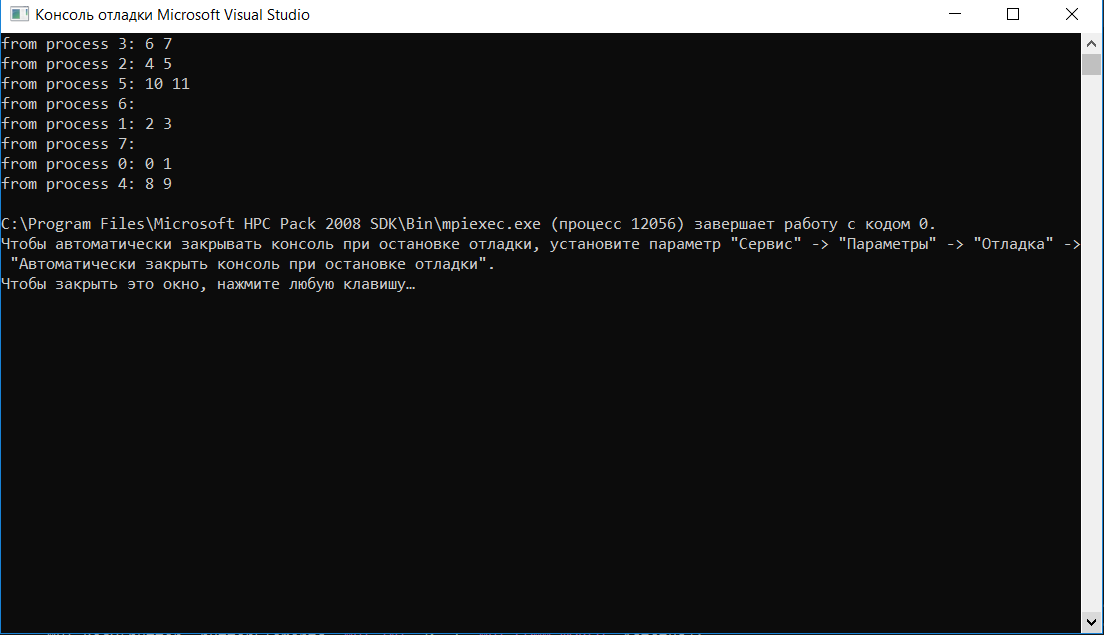 Консоль отладки Microsoft Visual Studio
from process 3: 6 7
from process 2: 4 5
from process 5: 10 11
from process 6:
from process 1: 2 3
from process 7:
from process 0: 0 1
from process 4: 8 9
C:\Program Files\Microsoft HPC Pack 2008 SDK\Bin\mpiexec.exe (процесс 12056) завершает работу с кодом 0.
Чтобы автоматически закрывать консоль при остановке отладки, установите параметр "Сервис" -> "Параметры" -> "Отладка" ->
"Автоматически закрыть консоль при остановке отладки".
Чтобы закрыть это окно, нажмите любую клавишу…